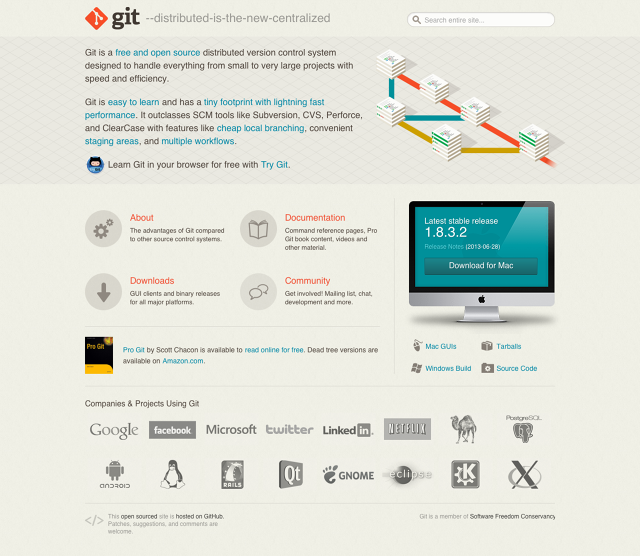 git --distributed-is-the-new-centralized
Search entire site...
Git is a free and open source distributed version control system
designed to handle everything from small to very large projects with
speed and efficiency.
Git is easy to learn and has a tiny footprint with lightning fast
performance. It outclasses SCM tools like Subversion, CVS, Perforce,
and ClearCase with features like cheap local branching, convenient
staging areas, and multiple workflows.
Learn Git in your browser for free with Try Git.
About
The advantages of Git compared
to other source control systems.
Documentation
Command reference pages, Pro
Git book content, videos and
other material.
Downloads
GUI clients and binary releases
for all major platforms.
Community
Get involved! Mailing list, chat,
development and more.
Latest stable release
1.8.3.2
Release Notes (2013-06-28)
Download for Mac
Mac GUIs
Tarballs
Windows Build
Source Code
Pro Git
Pro Git by Scott Chacon is available to read online for free. Dead tree versions are
available on Amazon.com.
Companies & Projects Using Git
Google facebook Microsoft twitter LinkedIn NETFLIX PostgreSQL
android RAILS Qt GNOME eclipse K X
</> This open sourced site is hosted on GitHub.
Patches, suggestions, and comments are
welcome.
Git is a member of Software Freedom Conservancy